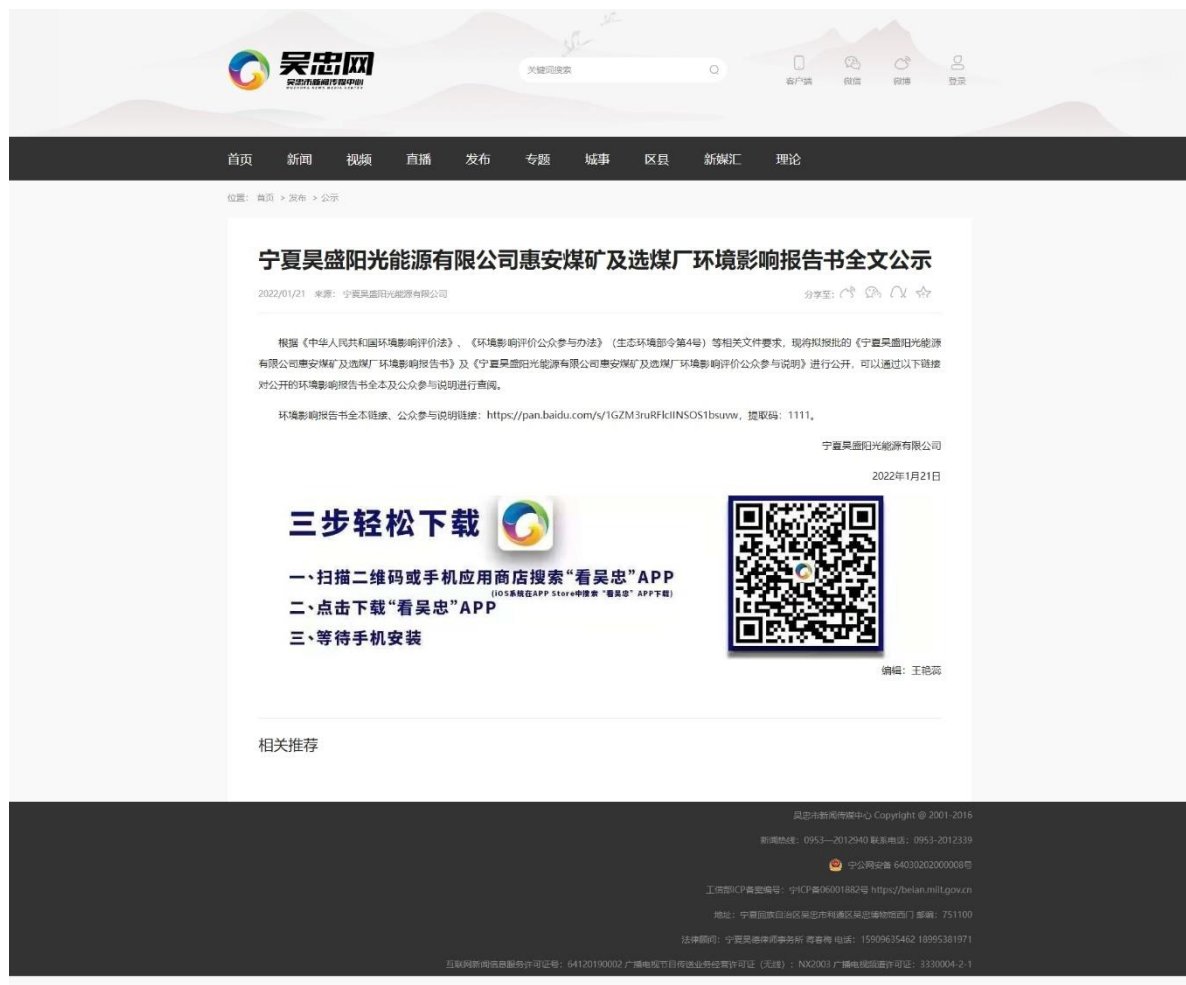 吴忠网
吴忠市新闻传媒中心
WUZHONG NEWS MEDIA CENTER
关键词搜索
客户端 微信 微博 登录
首页 新闻 视频 直播 发布 专题 城事 区县 新媒汇 理论
位置: 首页 > 发布 > 公示
宁夏昊盛阳光能源有限公司惠安煤矿及选煤厂环境影响报告书全文公示
2022/01/21 来源: 宁夏昊盛阳光能源有限公司 分享至:
根据《中华人民共和国环境影响评价法》、《环境影响评价公众参与办法》(生态环境部令第4号)等相关文件要求,现将拟报批的《宁夏昊盛阳光能源
有限公司惠安煤矿及选煤厂环境影响报告书》及《宁夏昊盛阳光能源有限公司惠安煤矿及选煤厂环境影响评价公众参与说明》进行公开,可以通过以下链接
对公开的环境影响报告书全本及公众参与说明进行查阅。
环境影响报告书全本链接、公众参与说明链接:https://pan.baidu.com/s/1GZM3ruRFlcIINSOS1bsuvw,提取码:1111。
宁夏昊盛阳光能源有限公司
2022年1月21日
三步轻松下载
一、扫描二维码或手机应用商店搜索“看吴忠”APP
(iOS系统在APP Store中搜索“看吴忠”APP下载)
二、点击下载“看吴忠”APP
三、等待手机安装
编辑:王艳蕊
相关推荐
吴忠市新闻传媒中心 Copyright @ 2001-2016
新闻热线:0953—2012940 联系电话:0953-2012339
宁公网安备 64030202000008号
工信部ICP备案编号:宁ICP备06001882号 https://beian.miit.gov.cn
地址:宁夏回族自治区吴忠市利通区吴忠博物馆西门 邮编:751100
法律顾问:宁夏吴德律师事务所 蒋春梅 电话:15909635462 18995381971
互联网新闻信息服务许可证号:64120190002 广播电视节目传送业务经营许可证(无线):NX2003 广播电视频道许可证:3330004-2-1